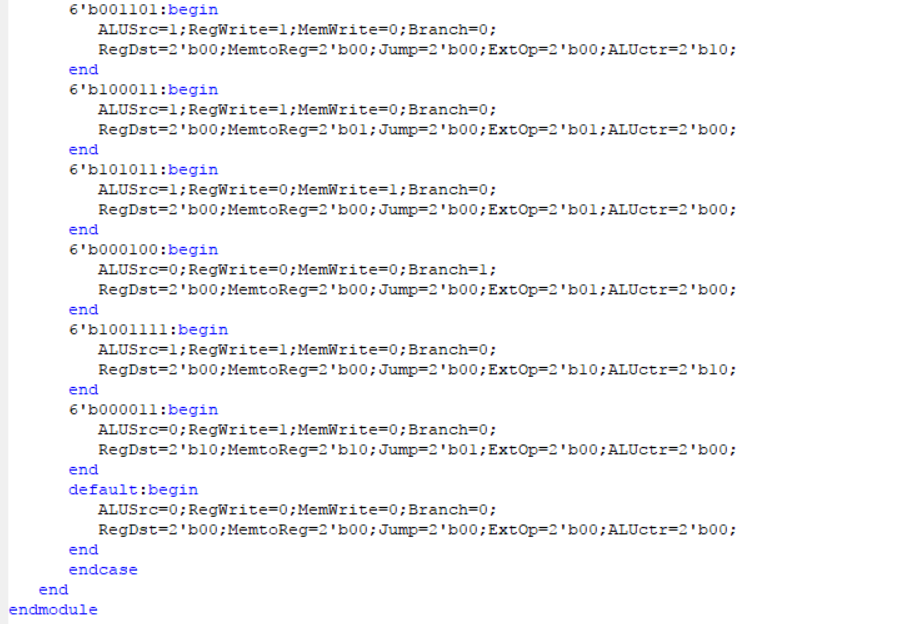 6'b001101:begin
ALUSrc=1;RegWrite=1;MemWrite=0;Branch=0;
RegDst=2'b00;MemtoReg=2'b00;Jump=2'b00;ExtOp=2'b00;ALUctr=2'b10;
end
6'b100011:begin
ALUSrc=1;RegWrite=1;MemWrite=0;Branch=0;
RegDst=2'b00;MemtoReg=2'b01;Jump=2'b00;ExtOp=2'b01;ALUctr=2'b00;
end
6'b101011:begin
ALUSrc=1;RegWrite=0;MemWrite=1;Branch=0;
RegDst=2'b00;MemtoReg=2'b00;Jump=2'b00;ExtOp=2'b01;ALUctr=2'b00;
end
6'b000100:begin
ALUSrc=0;RegWrite=0;MemWrite=0;Branch=1;
RegDst=2'b00;MemtoReg=2'b00;Jump=2'b00;ExtOp=2'b01;ALUctr=2'b00;
end
6'b1001111:begin
ALUSrc=1;RegWrite=1;MemWrite=0;Branch=0;
RegDst=2'b00;MemtoReg=2'b00;Jump=2'b00;ExtOp=2'b10;ALUctr=2'b10;
end
6'b000011:begin
ALUSrc=0;RegWrite=1;MemWrite=0;Branch=0;
RegDst=2'b10;MemtoReg=2'b10;Jump=2'b01;ExtOp=2'b00;ALUctr=2'b00;
end
default:begin
ALUSrc=0;RegWrite=0;MemWrite=0;Branch=0;
RegDst=2'b00;MemtoReg=2'b00;Jump=2'b00;ExtOp=2'b00;ALUctr=2'b00;
end
endcase
end
endmodule